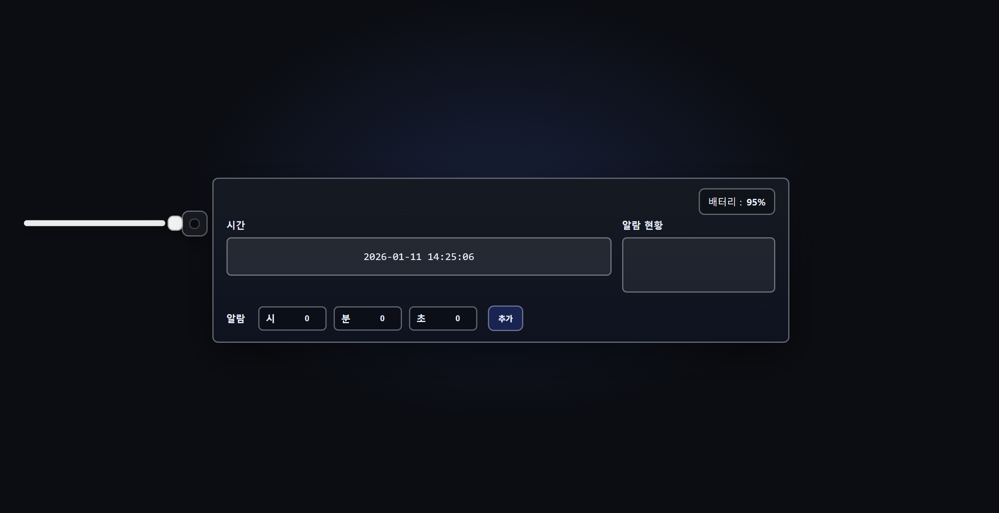 배터리 : 95%
시간
알람 현황
2026-01-11 14:25:06
알람 시 0 분 0 초 0 추가